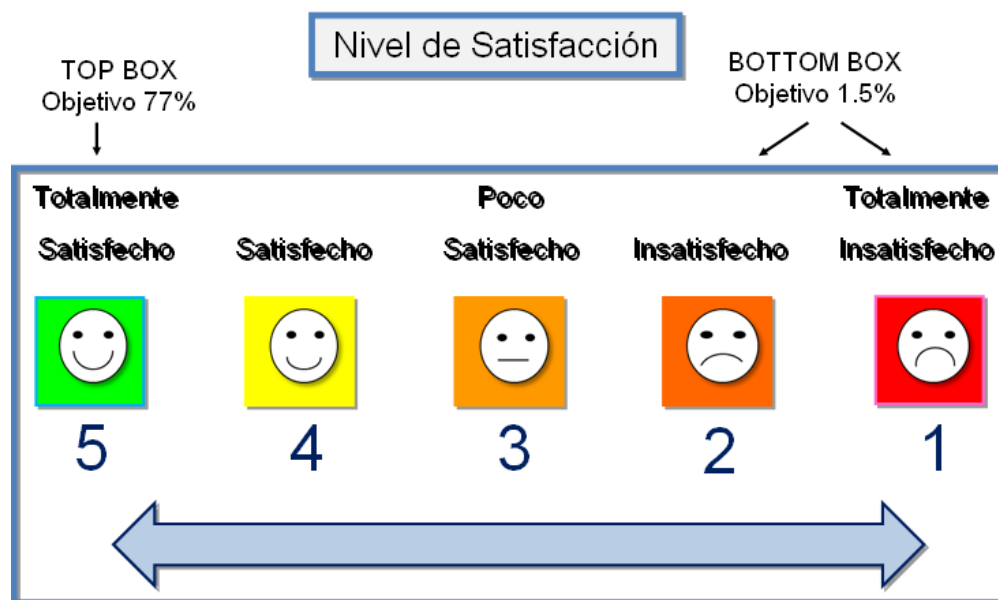 Nivel de Satisfacción
TOP BOX
Objetivo 77%
BOTTOM BOX
Objetivo 1.5%
Totalmente
Satisfecho
Satisfecho
Poco
Satisfecho
Insatisfecho
Totalmente
Insatisfecho
5
4
3
2
1